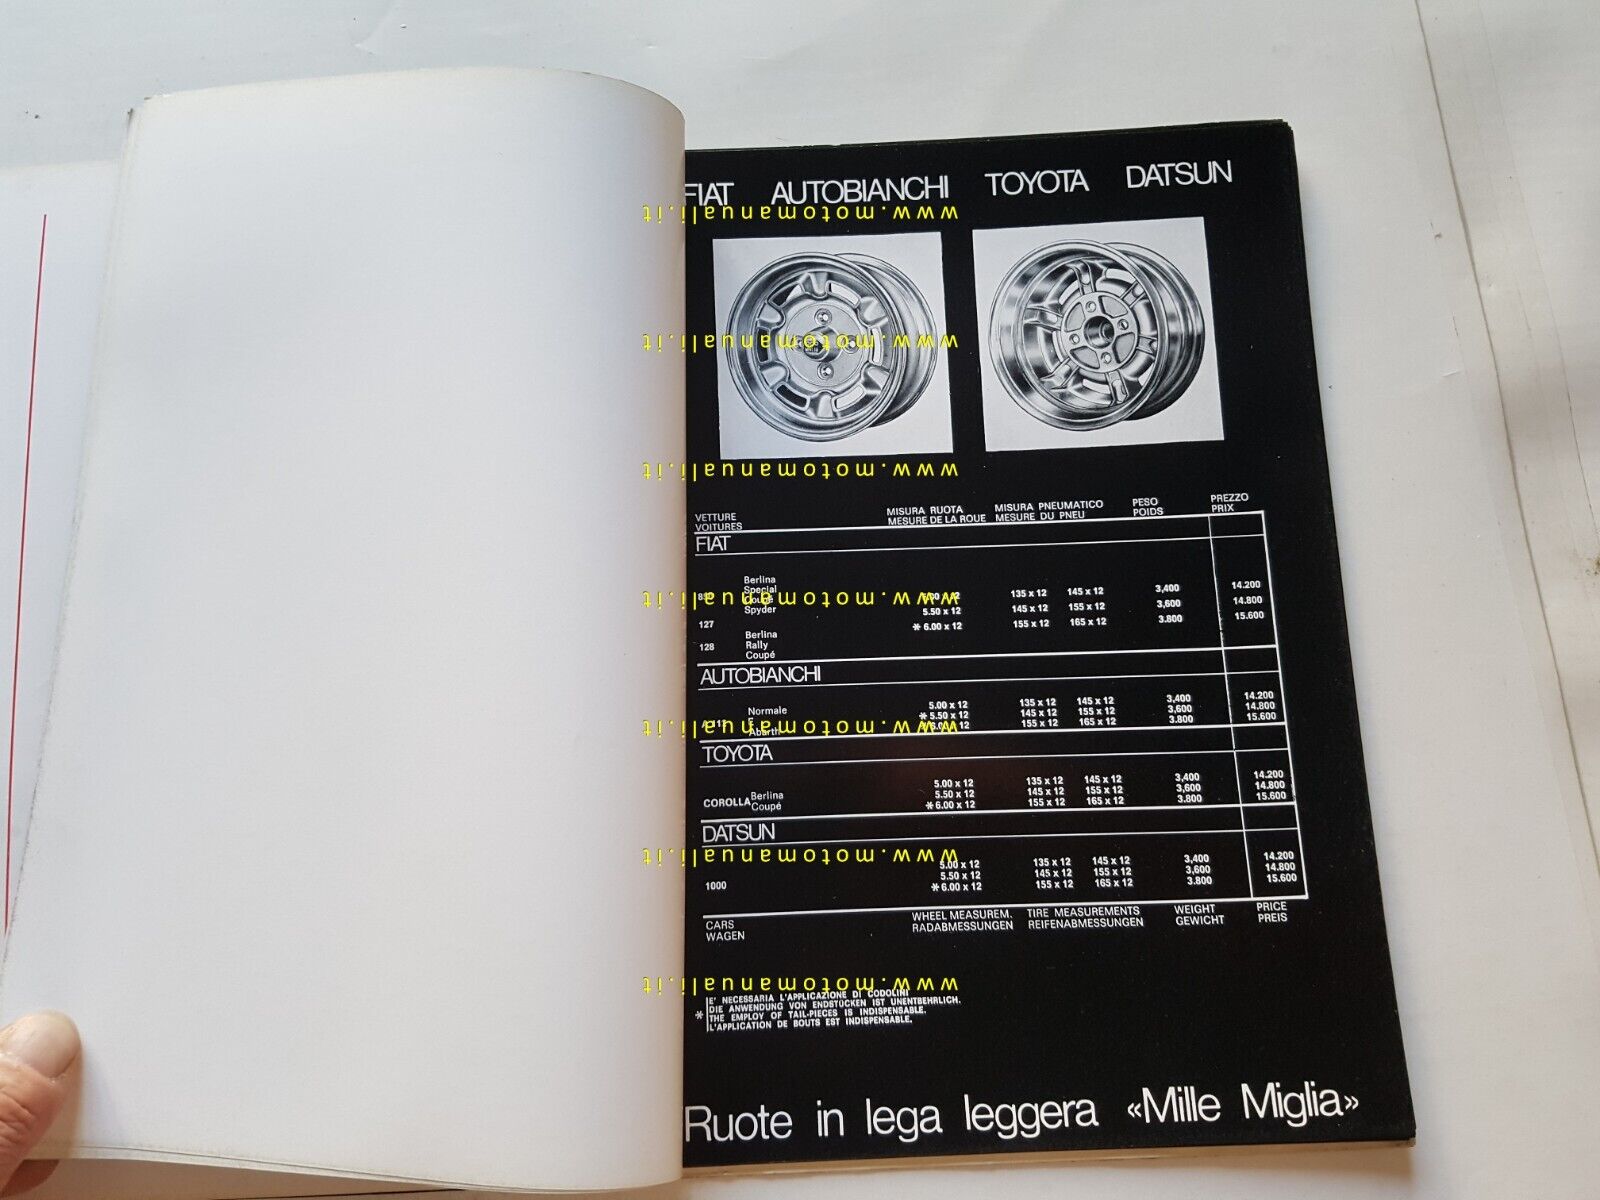 FIAT AUTOBIANCHI TOYOTA DATSUN
www.motomanuali.it
www.motomanuali.it
www.motomanuali.it
VETTURE MISURA RUOTA MISURA PNEUMATICO PESO PREZZO
VOITURES MESURE DE LA ROUE MESURE DU PNEU POIDS PRIX
FIAT
Berlina
Special 3,400 14.200
850 Coupé 5.00 x 12 135 x 12 145 x 12
www.motomanuali.it
Spyder 5.50 x 12 145 x 12 155 x 12 3,600 14.800
127 * 6.00 x 12 155 x 12 165 x 12 3.800 15.600
Berlina
128 Rally
Coupé
AUTOBIANCHI
Normale 5.00 x 12 135 x 12 145 x 12 3,400 14.200
A 112 E * 5.50 x 12 145 x 12 155 x 12 3,600 14.800
Abarth * 6.00 x 12 155 x 12 165 x 12 3.800 15.600
www.motomanuali.it
TOYOTA
5.00 x 12 135 x 12 145 x 12 3,400 14.200
COROLLA Berlina 5.50 x 12 145 x 12 155 x 12 3,600 14.800
Coupé * 6.00 x 12 155 x 12 165 x 12 3.800 15.600
DATSUN
www.motomanuali.it
5.00 x 12 135 x 12 145 x 12 3,400 14.200
5.50 x 12 145 x 12 155 x 12 3,600 14.800
1000 * 6.00 x 12 155 x 12 165 x 12 3.800 15.600
CARS WHEEL MEASUREM. TIRE MEASUREMENTS WEIGHT PRICE
WAGEN RADABMESSUNGEN REIFENABMESSUNGEN GEWICHT PREIS
www.motomanuali.it
E' NECESSARIA L'APPLICAZIONE DI CODOLINI
DIE ANWENDUNG VON ENDSTÜCKEN IST UNENTBEHRLICH.
* THE EMPLOY OF TAIL-PIECES IS INDISPENSABLE.
L'APPLICATION DE BOUTS EST INDISPENSABLE.
Ruote in lega leggera «Mille Miglia»